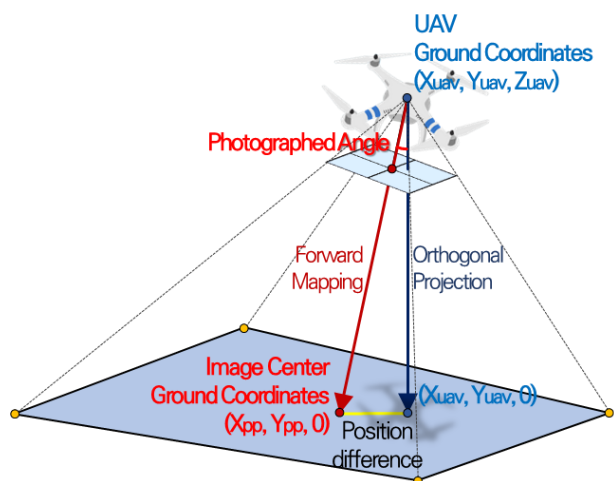 UAV
Ground Coordinates
(Xuav, Yuav, Zuav)
Photographed Angle
Forward
Mapping
Orthogonal
Projection
Image Center
Ground Coordinates
(Xpp, Ypp, 0)
(Xuav, Yuav, 0)
Position
difference